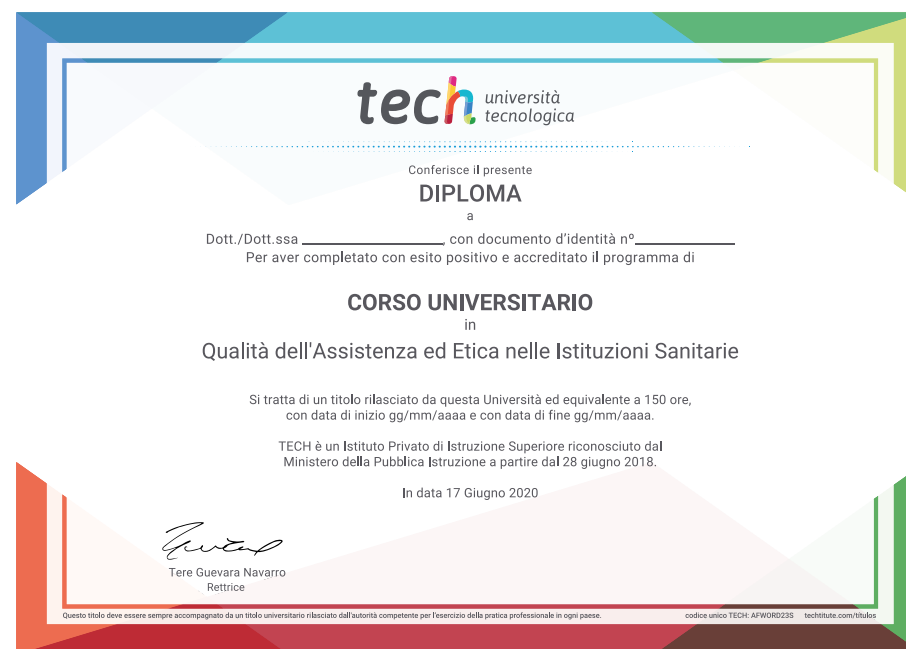 tech università
tecnologica
Conferisce il presente
DIPLOMA
a
Dott./Dott.ssa ____________________, con documento d'identità nº______________
Per aver completato con esito positivo e accreditato il programma di
CORSO UNIVERSITARIO
in
Qualità dell'Assistenza ed Etica nelle Istituzioni Sanitarie
Si tratta di un titolo rilasciato da questa Università ed equivalente a 150 ore,
con data di inizio gg/mm/aaaa e con data di fine gg/mm/aaaa.
TECH è un Istituto Privato di Istruzione Superiore riconosciuto dal
Ministero della Pubblica Istruzione a partire dal 28 giugno 2018.
In data 17 Giugno 2020
Tere Guevara Navarro
Rettrice
Questo titolo deve essere sempre accompagnato da un titolo universitario rilasciato dall'autorità competente per l'esercizio della pratica professionale in ogni paese. codice unico TECH: AFWORD23S techtitute.com/titulos